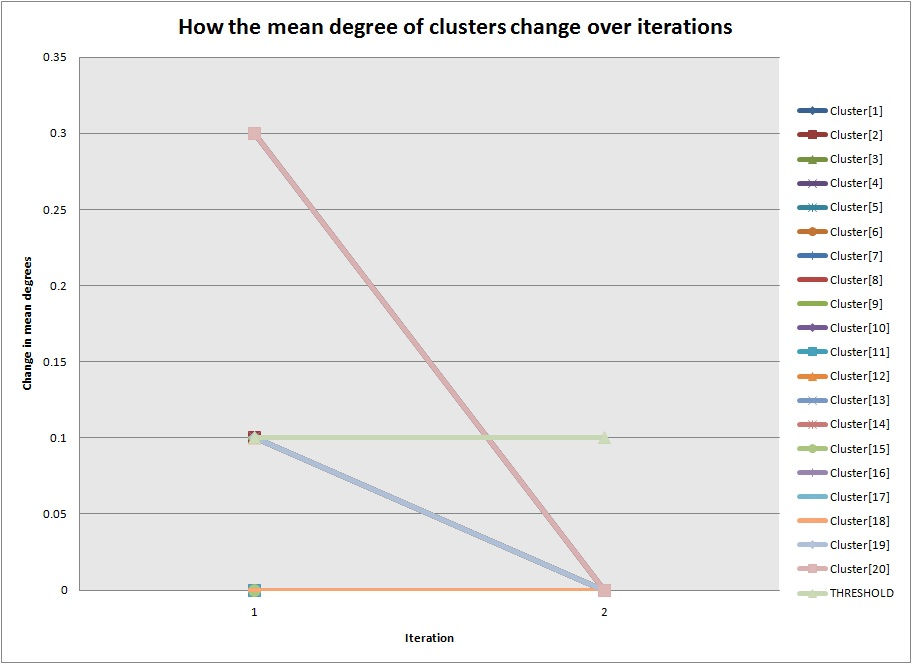 How the mean degree of clusters change over iterations
0.35
0.3
0.25
0.2
0.15
0.1
0.05
0
Change in mean degrees
1
2
Iteration
Cluster[1]
Cluster[2]
Cluster[3]
Cluster[4]
Cluster[5]
Cluster[6]
Cluster[7]
Cluster[8]
Cluster[9]
Cluster[10]
Cluster[11]
Cluster[12]
Cluster[13]
Cluster[14]
Cluster[15]
Cluster[16]
Cluster[17]
Cluster[18]
Cluster[19]
Cluster[20]
THRESHOLD